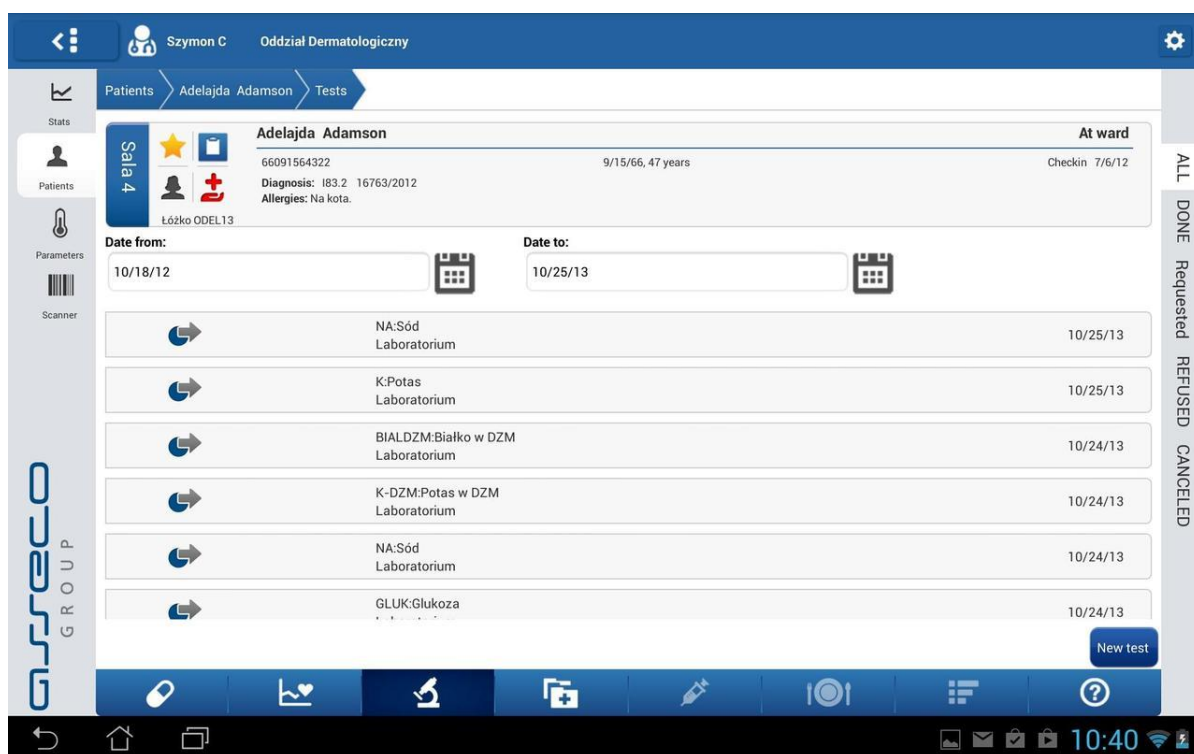 Szymon C Oddział Dermatologiczny
Stats
Patients
Parameters
Scanner
asseco
GROUP
Patients Adelajda Adamson Tests
Sala 4
Łóżko ODEL13
Adelajda Adamson At ward
66091564322 9/15/66, 47 years Checkin 7/6/12
Diagnosis: I83.2 16763/2012
Allergies: Na kota.
Date from: Date to:
10/18/12 10/25/13
NA:Sód
Laboratorium 10/25/13
K:Potas
Laboratorium 10/25/13
BIALDZM:Białko w DZM
Laboratorium 10/24/13
K-DZM:Potas w DZM
Laboratorium 10/24/13
NA:Sód
Laboratorium 10/24/13
GLUK:Glukoza
10/24/13
New test
ALL DONE Requested REFUSED CANCELED
10:40